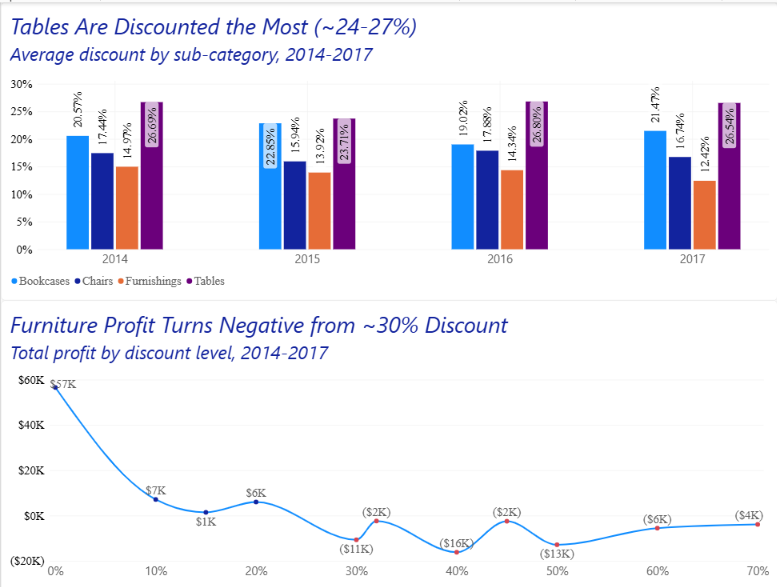 Tables Are Discounted the Most (~24-27%)
Average discount by sub-category, 2014-2017
30%
25%
20%
15%
10%
5%
0%
20.57%
17.44%
14.97%
26.69%
22.85%
15.94%
13.92%
23.71%
19.02%
17.88%
14.34%
26.80%
21.47%
16.74%
12.42%
26.54%
2014 2015 2016 2017
Bookcases Chairs Furnishings Tables
Furniture Profit Turns Negative from ~30% Discount
Total profit by discount level, 2014-2017
$60K
$40K
$20K
$0K
($20K)
$57K
$7K
$1K
$6K
($11K)
($2K)
($16K)
($2K)
($13K)
($6K)
($4K)
0% 10% 20% 30% 40% 50% 60% 70%